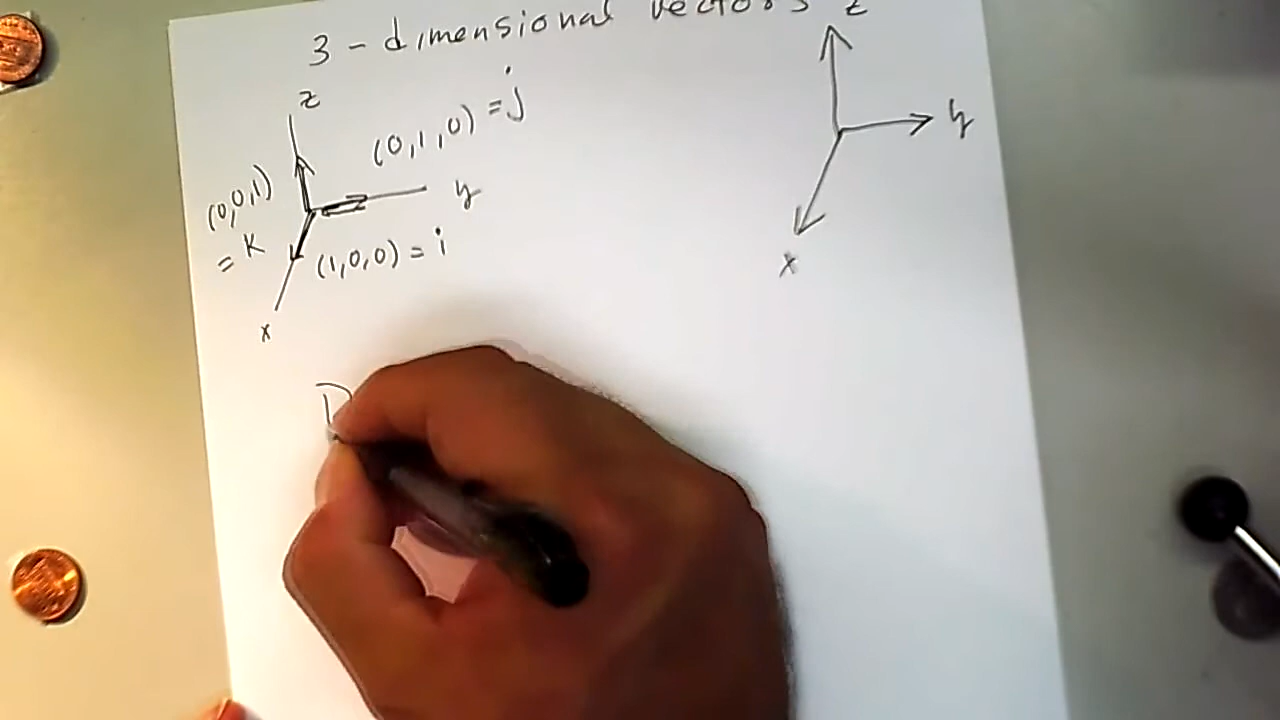 3-dimensional vectors
z
z
(0,1,0) = j
y
y
(0,0,1)
= k
(1,0,0) = i
x
x
D